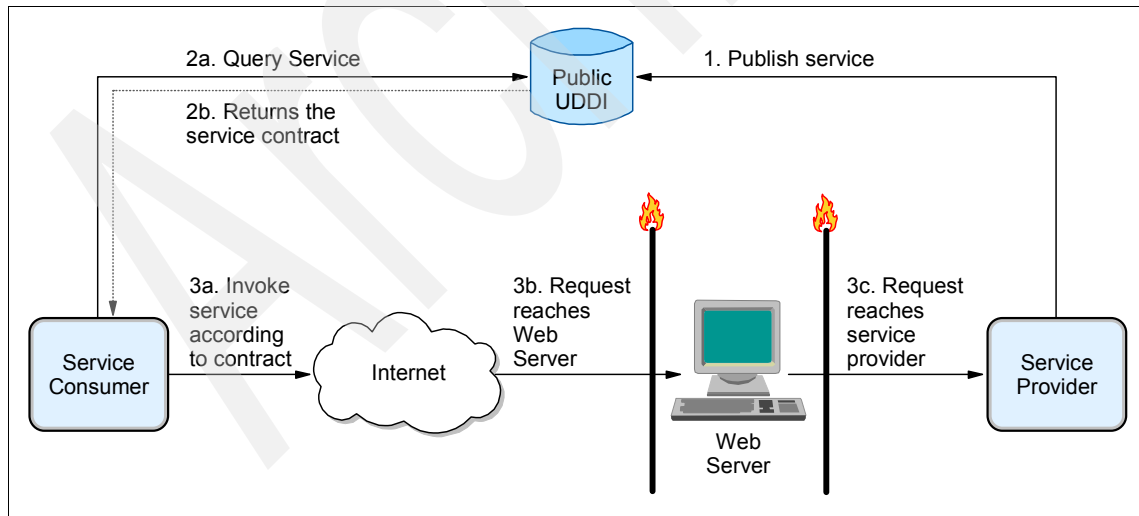 2a. Query Service
2b. Returns the
service contract
Public
UDDI
1. Publish service
3a. Invoke
service
according
to contract
3b. Request
reaches
Web
Server
3c. Request
reaches
service
provider
Service
Consumer
Internet
Web
Server
Service
Provider